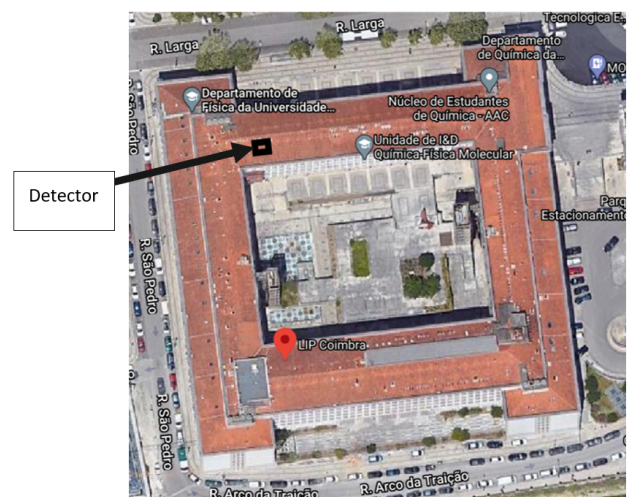 Tecnologica E...
R. Larga
R. Larga
Departamento
de Química da...
MO
Departamento de
Física da Universidade...
Núcleo de Estudantes
de Química - AAC
Unidade de I&D
Química-Física Molecular
Detector
Parq
Estacionamento
R. São Pedro
LIP Coimbra
R. São Pedro
R. Arco da Traição
R. Arco da Traição